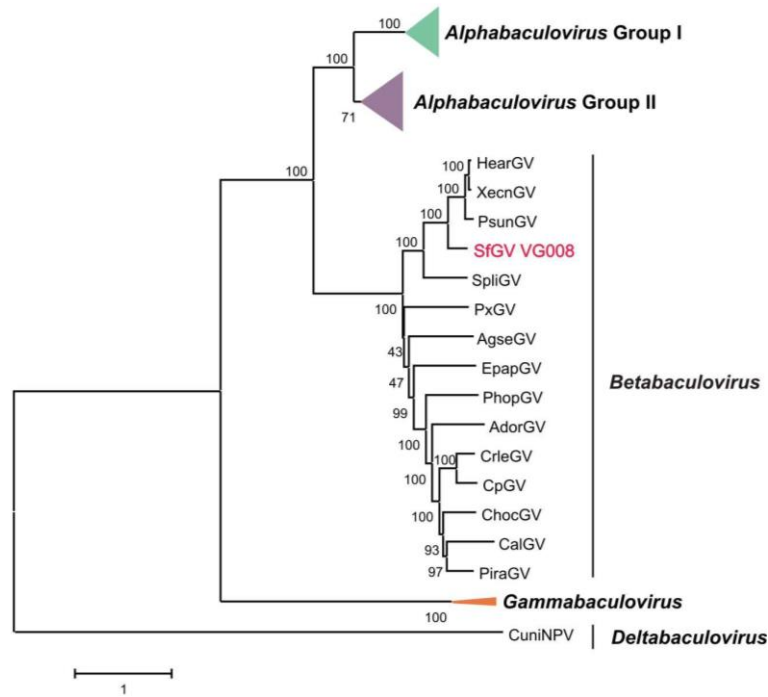 100
Alphabaculovirus Group I
100
71
Alphabaculovirus Group II
100
HearGV
100
XecnGV
100
PsunGV
100
SfGV VG008
100
SpliGV
100
PxGV
43
AgseGV
47
EpapGV
99
PhopGV
Betabaculovirus
100
AdorGV
100
CrleGV
100
CpGV
100
ChocGV
93
CalGV
97
PiraGV
100
Gammabaculovirus
CuniNPV
Deltabaculovirus
1